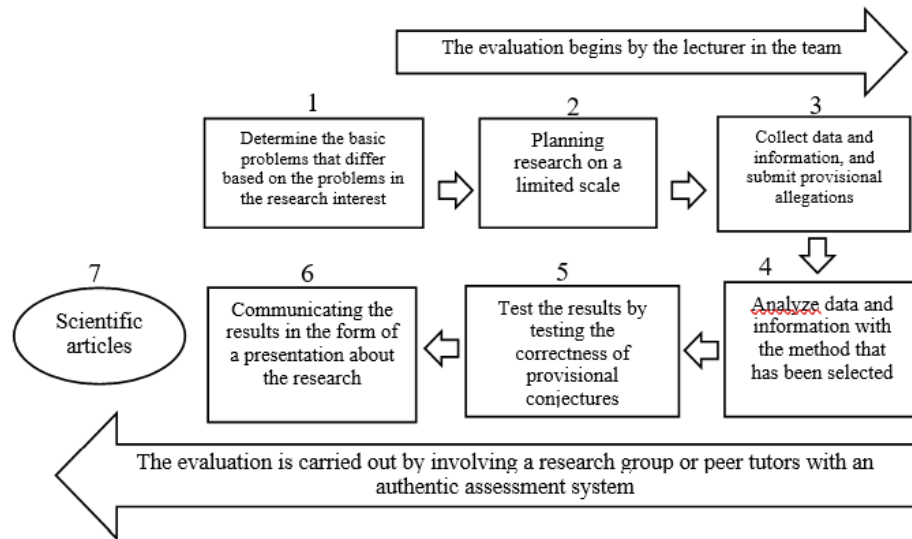 The evaluation begins by the lecturer in the team
1
Determine the basic
problems that differ
based on the problems in
the research interest
2
Planning
research on a
limited scale
3
Collect data and
information, and
submit provisional
allegations
4
Analyze data and
information with
the method that
has been selected
5
Test the results by
testing the
correctness of
provisional
conjectures
6
Communicating the
results in the form of
a presentation about
the research
7
Scientific
articles
The evaluation is carried out by involving a research group or peer tutors with an
authentic assessment system